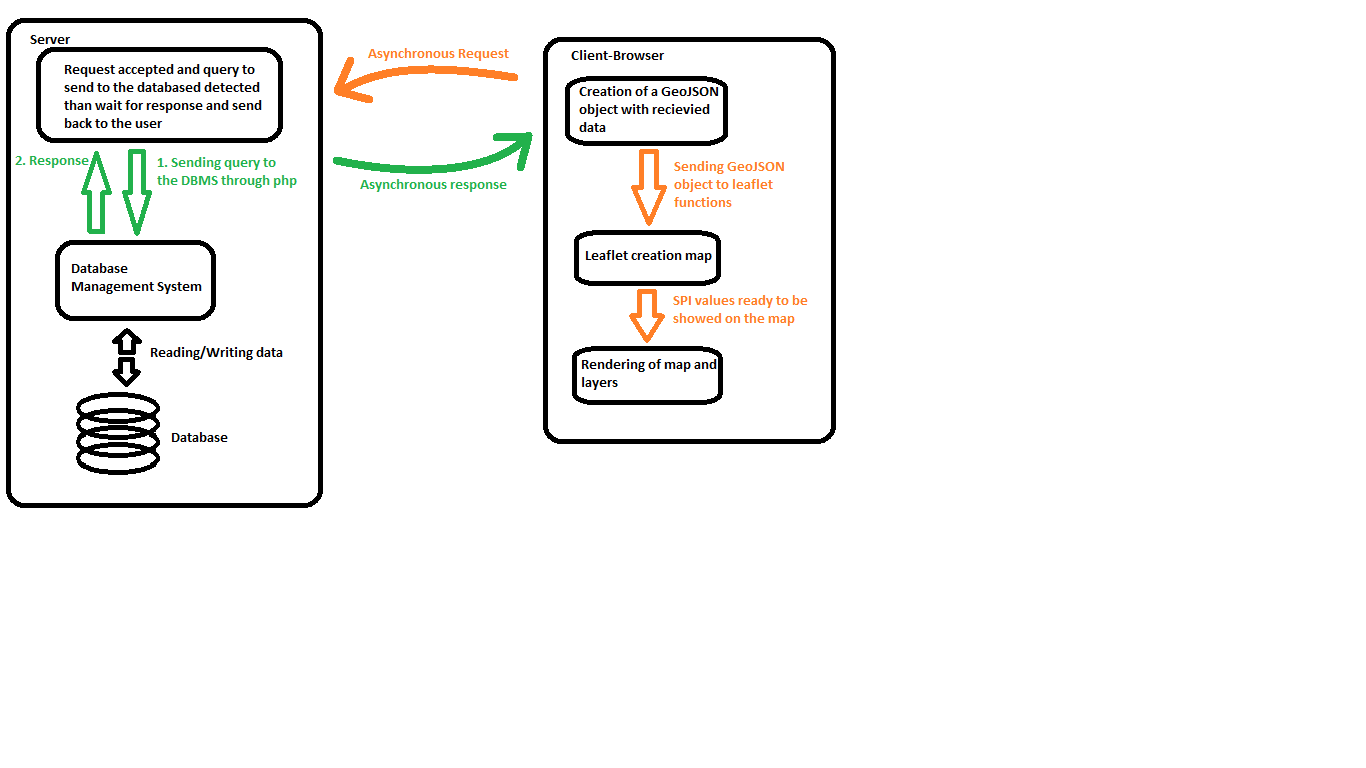 Server
Request accepted and query to
send to the databased detected
than wait for response and send
back to the user
2. Response
1. Sending query to
the DBMS through php
Database
Management System
Reading/Writing data
Database
Asynchronous Request
Asynchronous response
Client-Browser
Creation of a GeoJSON
object with recievied
data
Sending GeoJSON
object to leaflet
functions
Leaflet creation map
SPI values ready to be
showed on the map
Rendering of map and
layers